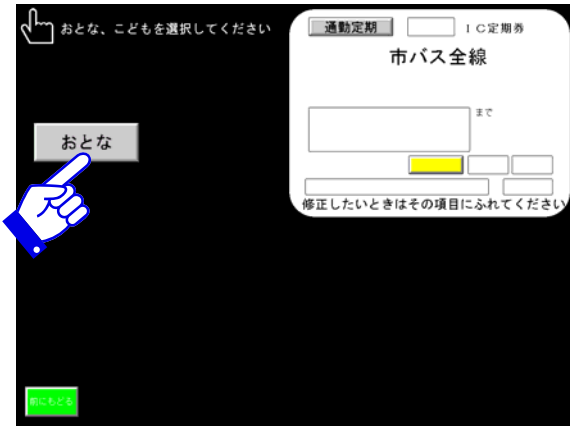 おとな、こどもを選択してください
通勤定期
IC定期券
市バス全線
まで
おとな
修正したいときはその項目にふれてください
前にもどる